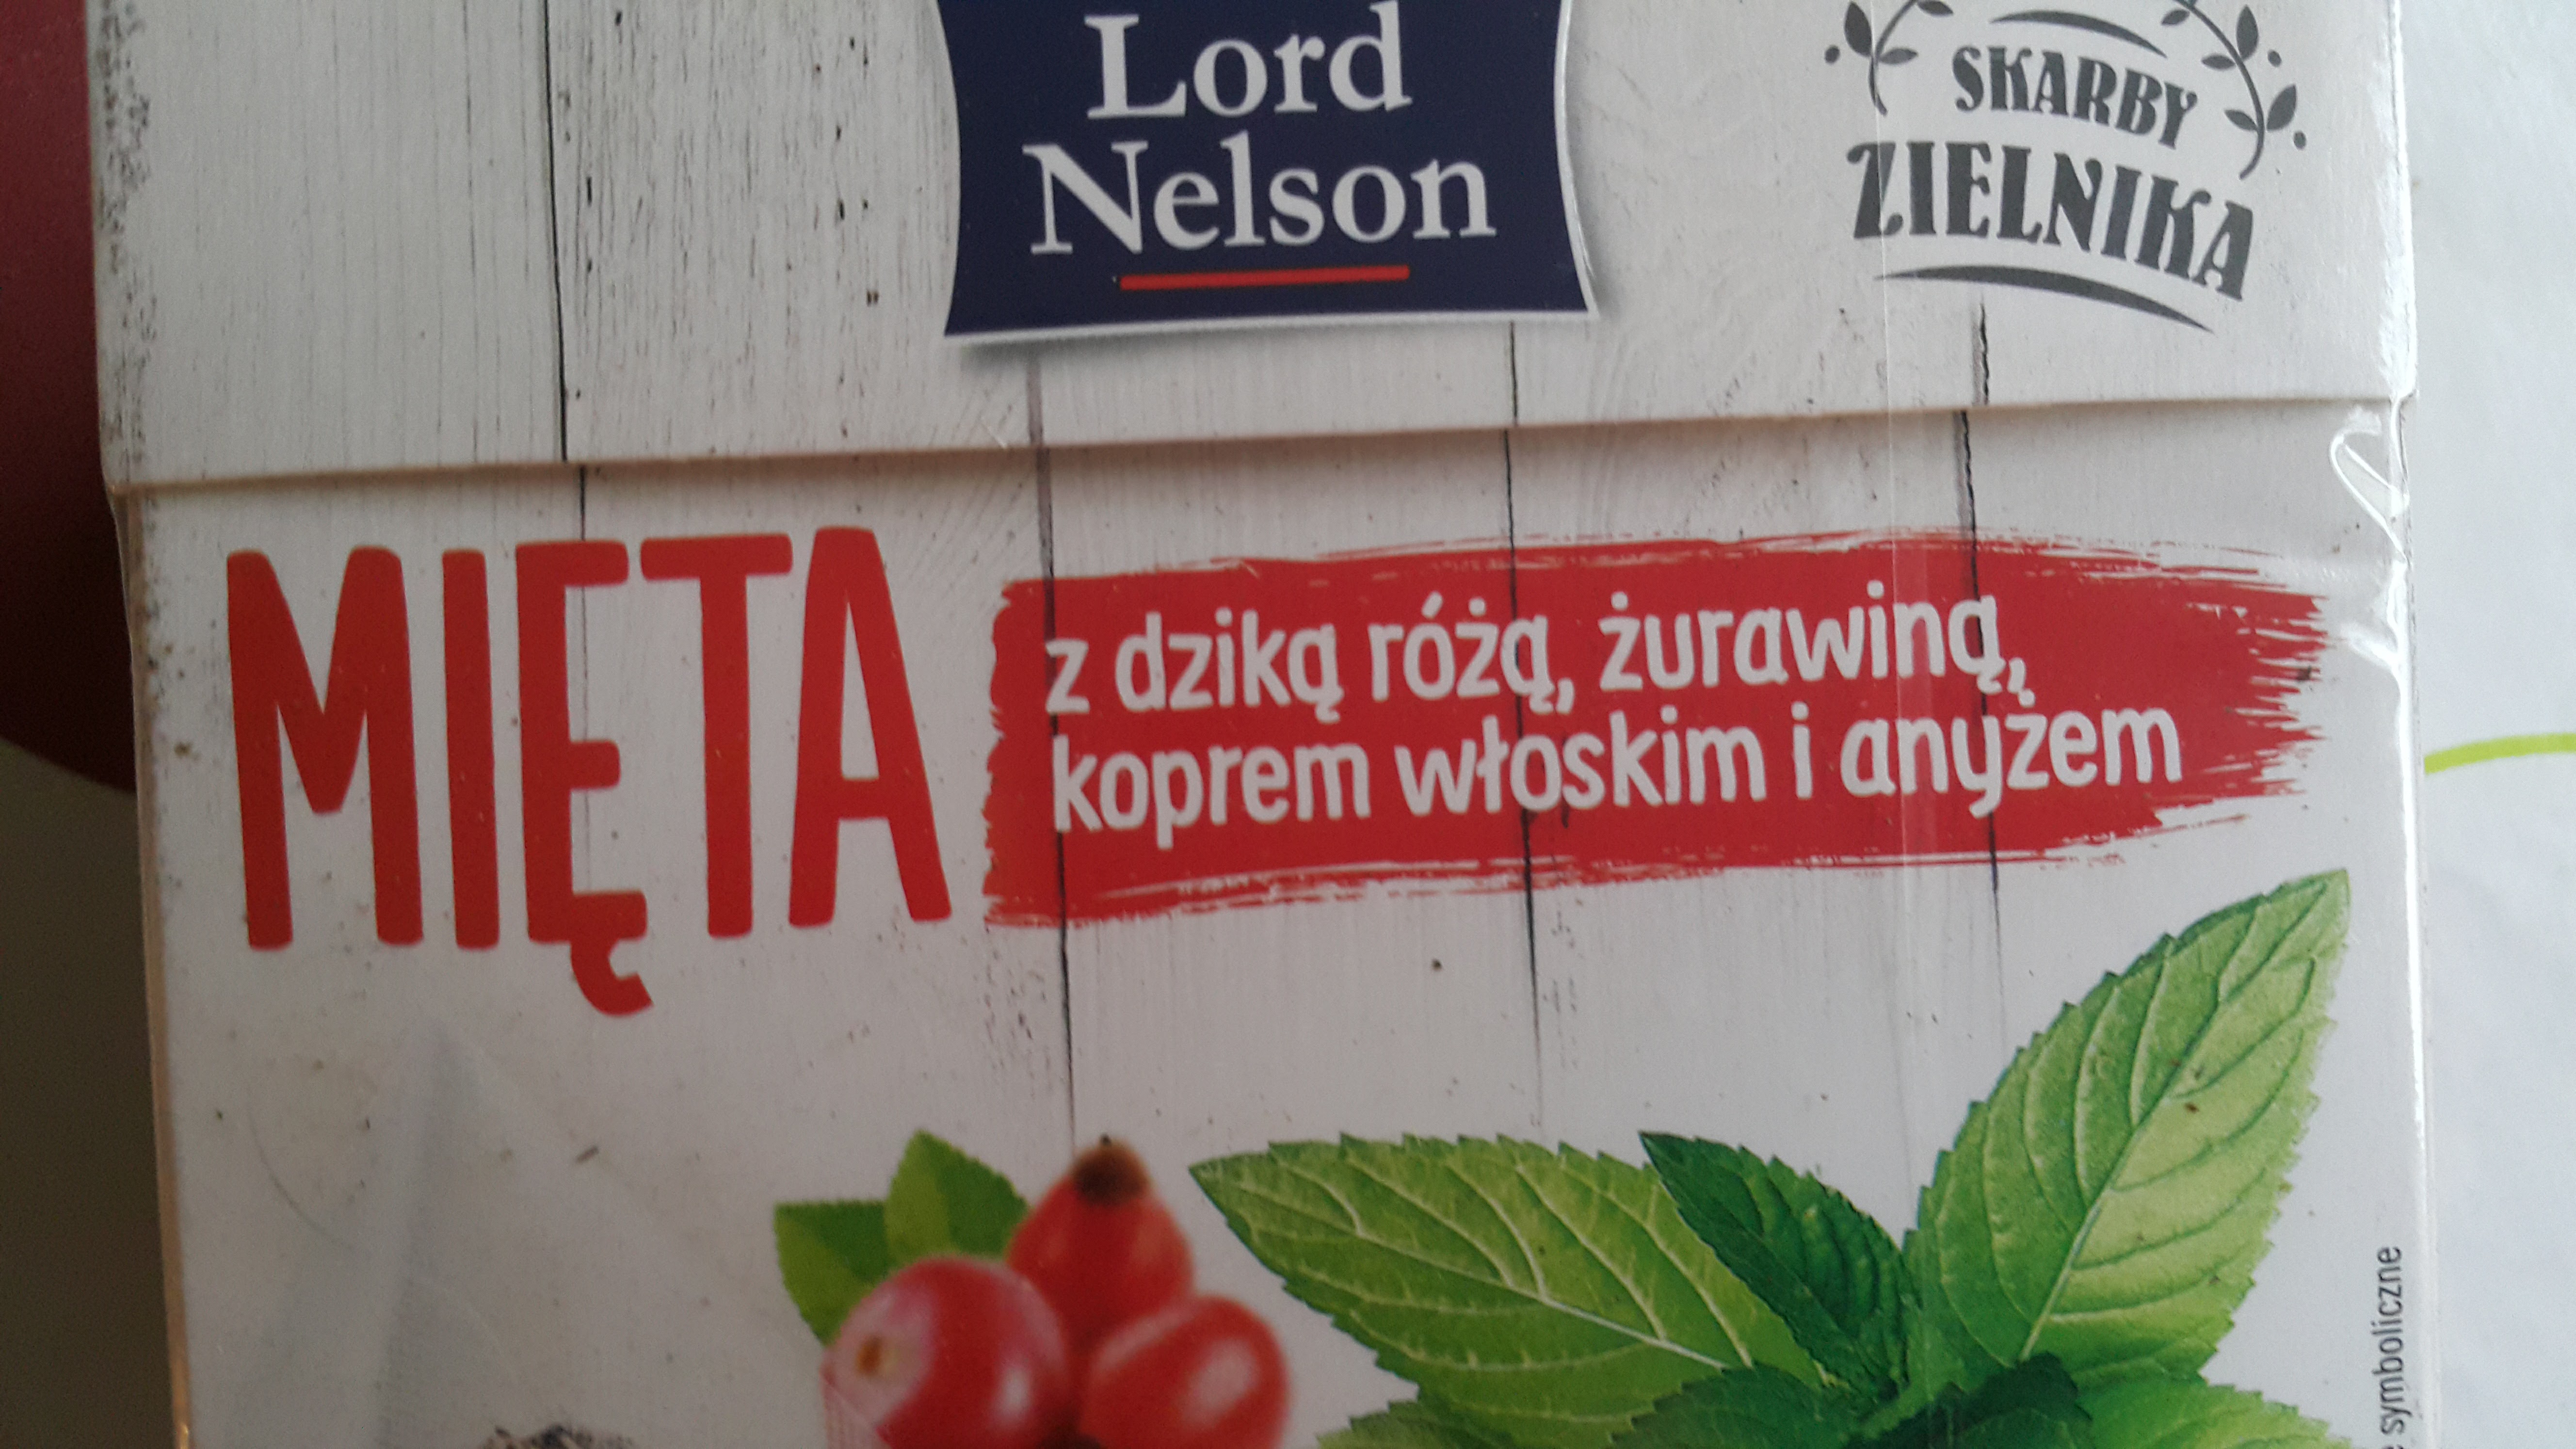 Lord
Nelson
SKARBY
ZIELNIKA
MIĘTA
z dziką różą, żurawiną,
koprem włoskim i anyżem
symboliczne